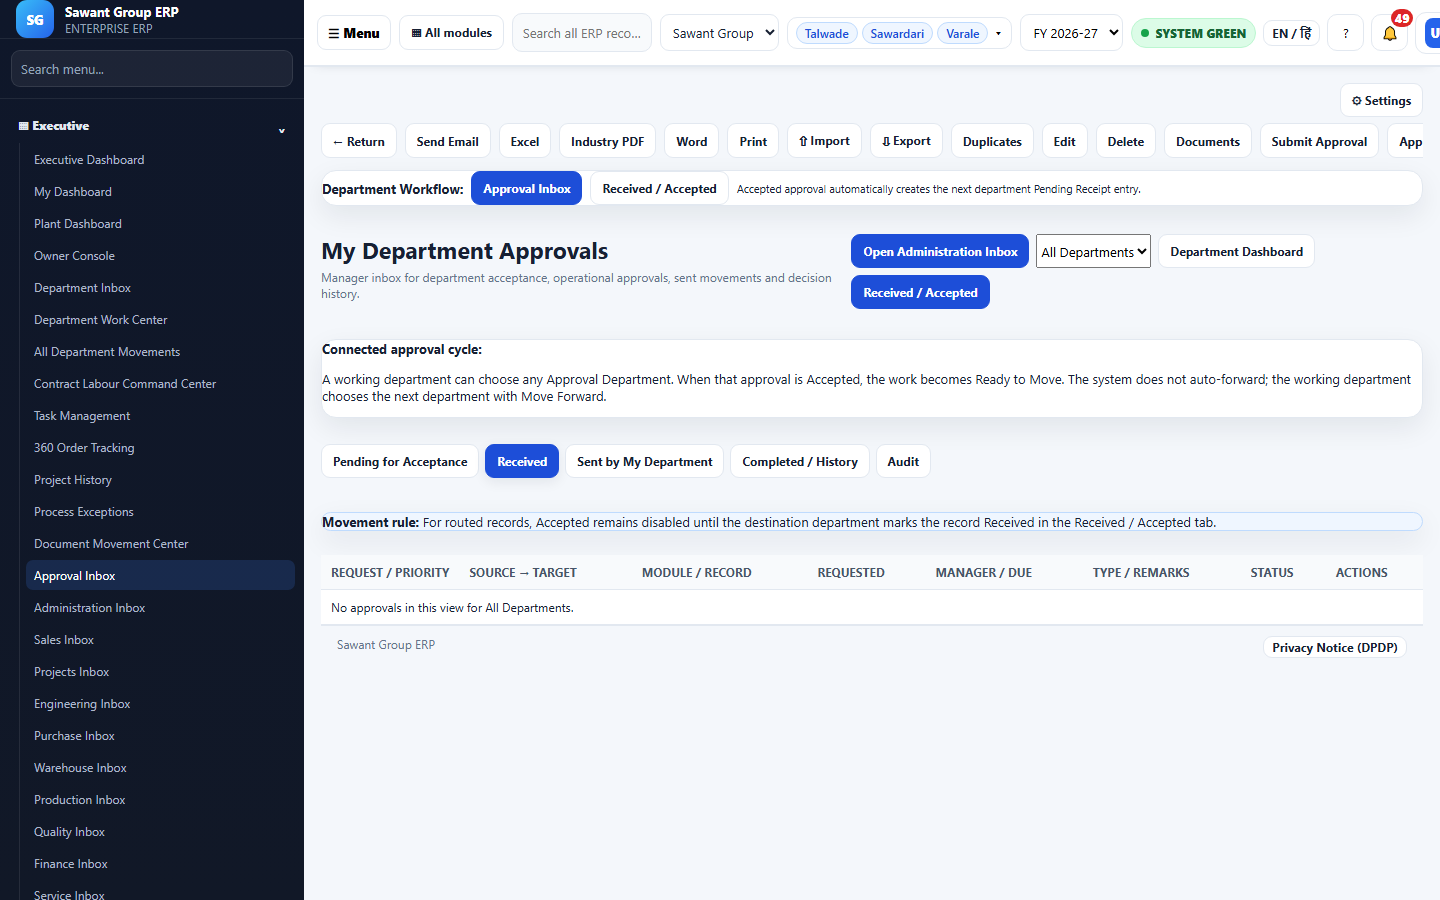 SG
Sawant Group ERP
ENTERPRISE ERP
Search menu...
Executive
Executive Dashboard
My Dashboard
Plant Dashboard
Owner Console
Department Inbox
Department Work Center
All Department Movements
Contract Labour Command Center
Task Management
360 Order Tracking
Project History
Process Exceptions
Document Movement Center
Approval Inbox
Administration Inbox
Sales Inbox
Projects Inbox
Engineering Inbox
Purchase Inbox
Warehouse Inbox
Production Inbox
Quality Inbox
Finance Inbox
Service Inbox
☰ Menu
All modules
Search all ERP reco...
Sawant Group
Talwade
Sawardari
Varale
FY 2026-27
SYSTEM GREEN
EN / हिं
?
49
U
⚙ Settings
← Return
Send Email
Excel
Industry PDF
Word
Print
⇧ Import
⇩ Export
Duplicates
Edit
Delete
Documents
Submit Approval
App
Department Workflow:
Approval Inbox
Received / Accepted
Accepted approval automatically creates the next department Pending Receipt entry.
My Department Approvals
Manager inbox for department acceptance, operational approvals, sent movements and decision
history.
Open Administration Inbox
All Departments
Department Dashboard
Received / Accepted
Connected approval cycle:
A working department can choose any Approval Department. When that approval is Accepted, the work becomes Ready to Move. The system does not auto-forward; the working department
chooses the next department with Move Forward.
Pending for Acceptance
Received
Sent by My Department
Completed / History
Audit
Movement rule: For routed records, Accepted remains disabled until the destination department marks the record Received in the Received / Accepted tab.
REQUEST / PRIORITY
SOURCE → TARGET
MODULE / RECORD
REQUESTED
MANAGER / DUE
TYPE / REMARKS
STATUS
ACTIONS
No approvals in this view for All Departments.
Sawant Group ERP
Privacy Notice (DPDP)